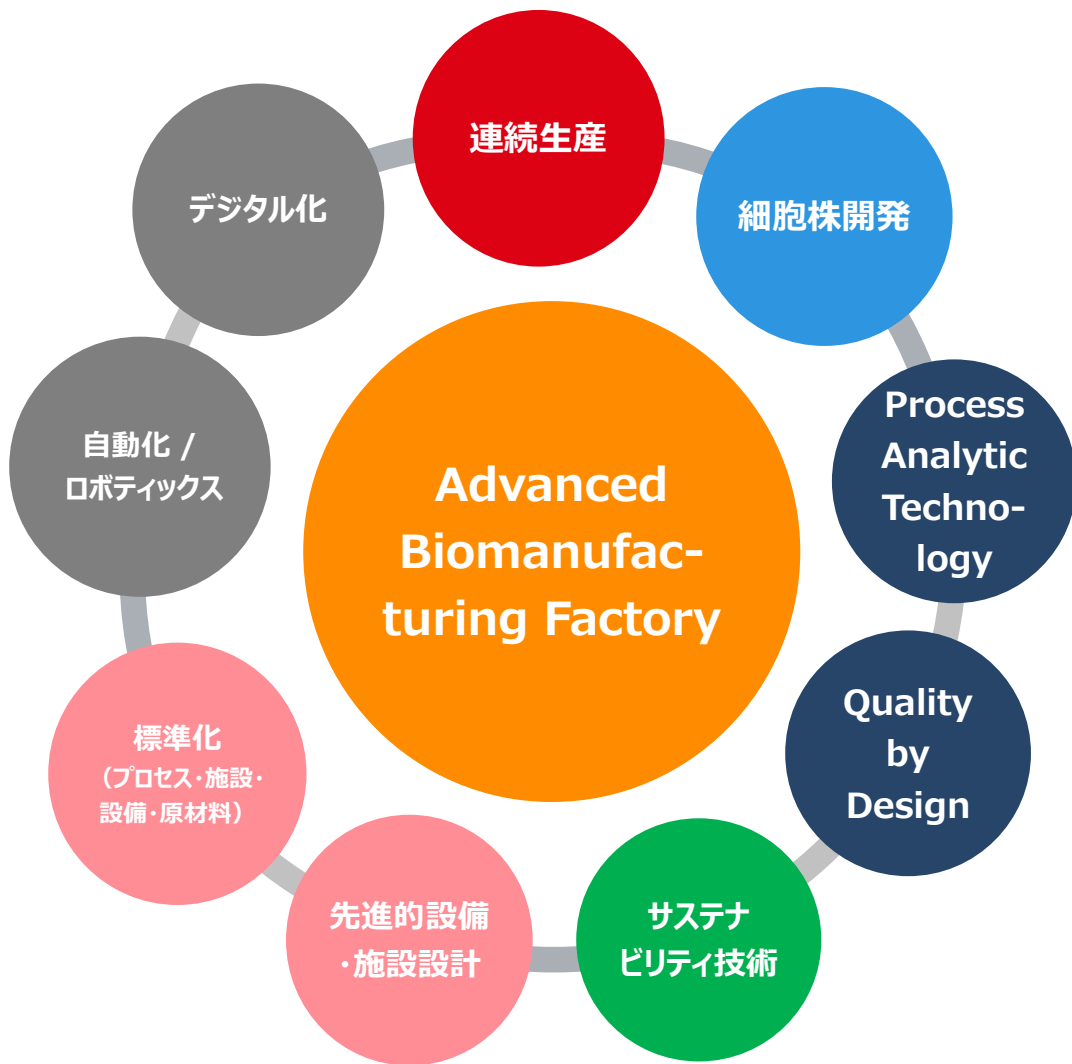 連続生産
細胞株開発
Process
Analytic
Techno-
logy
Quality
by
Design
サステナ
ビリティ技術
先進的設備
・施設設計
標準化
（プロセス・施設・
設備・原材料）
自動化 /
ロボティックス
デジタル化
Advanced
Biomanufac-
turing Factory